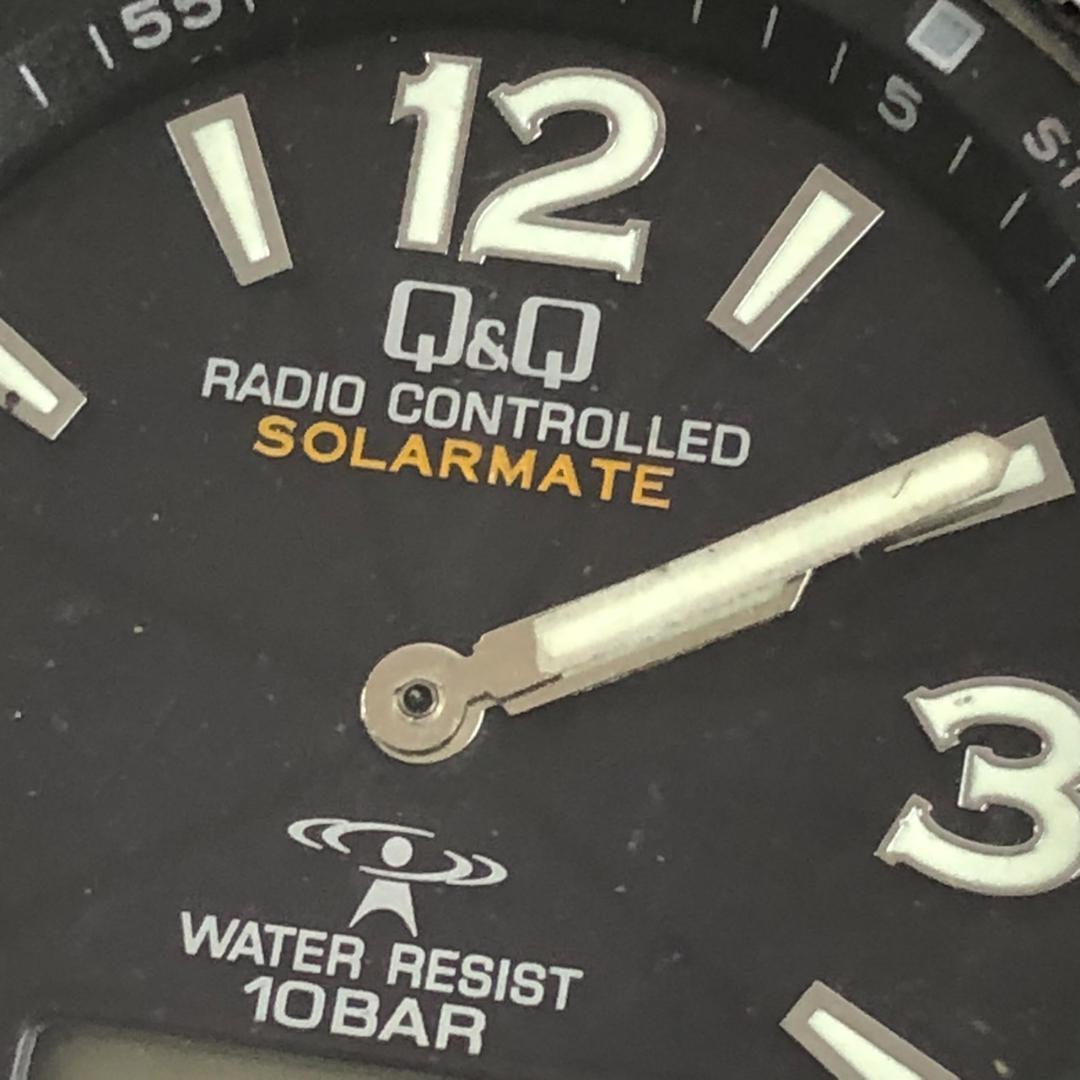 55
5
12
Q&Q
RADIO CONTROLLED
SOLARMATE
3
WATER RESIST
10BAR